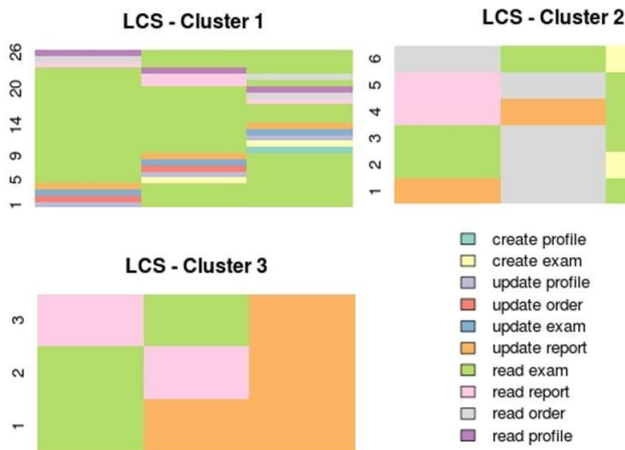 LCS - Cluster 1
26
20
14
9
5
1
LCS - Cluster 2
6
5
4
3
2
1
LCS - Cluster 3
3
2
1
create profile
create exam
update profile
update order
update exam
update report
read exam
read report
read order
read profile